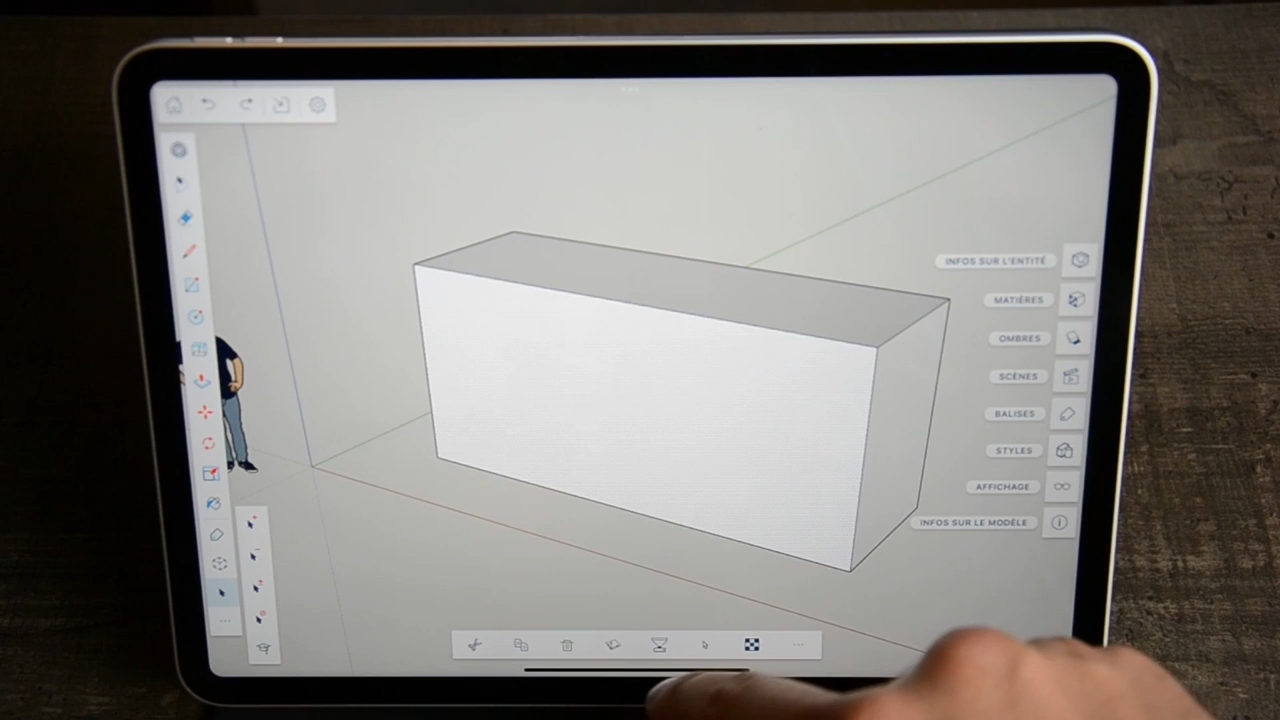 INFOS SUR L'ENTITÉ
MATIÈRES
OMBRES
SCÈNES
BALISES
STYLES
AFFICHAGE
INFOS SUR LE MODÈLE